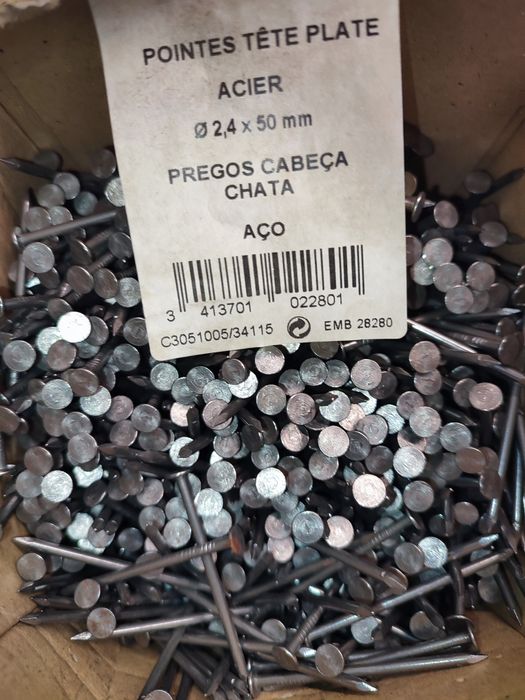 POINTES TÊTE PLATE
ACIER
Ø 2,4 x 50 mm
PREGOS CABEÇA
CHATA
AÇO
3 413701 022801
C3051005/34115 EMB 28280